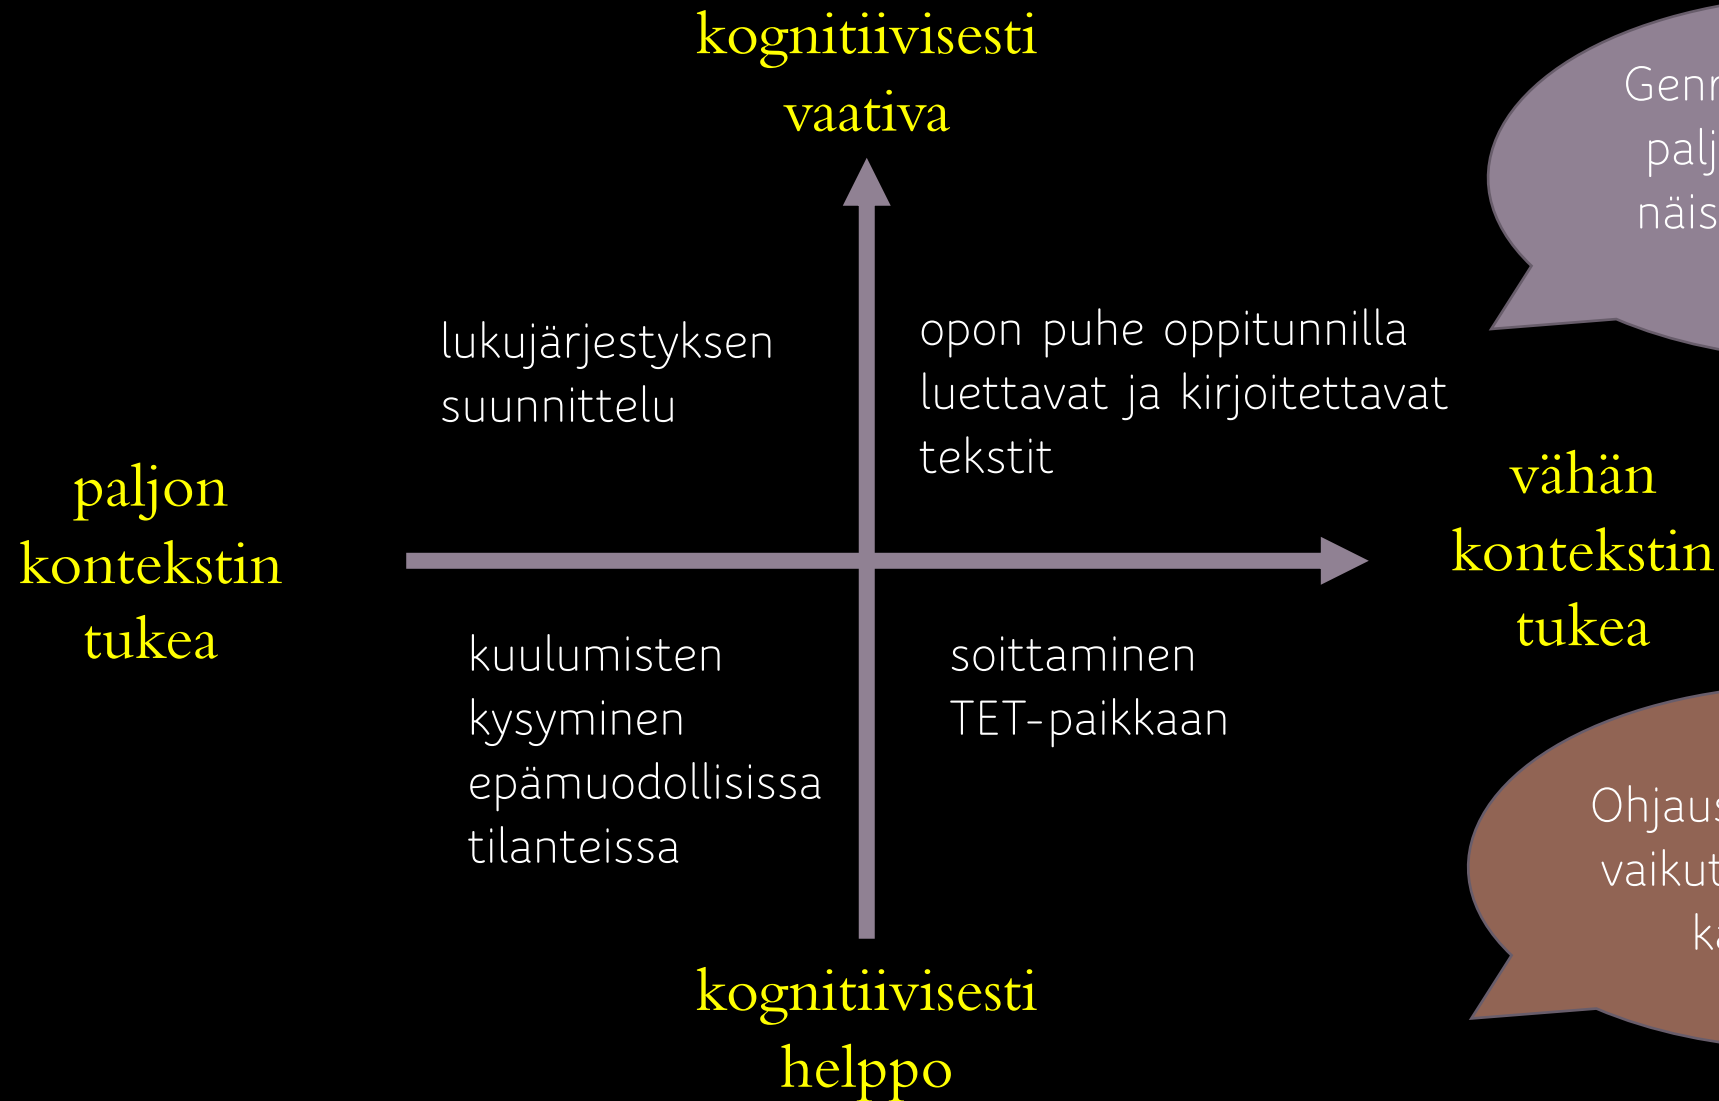 kognitiivisesti
vaativa
lukujärjestyksen
suunnittelu
opon puhe oppitunnilla
luettavat ja kirjoitettavat
tekstit
paljon
kontekstin
tukea
vähän
kontekstin
tukea
kuulumisten
kysyminen
epämuodollisissa
tilanteissa
soittaminen
TET-paikkaan
kognitiivisesti
helppo